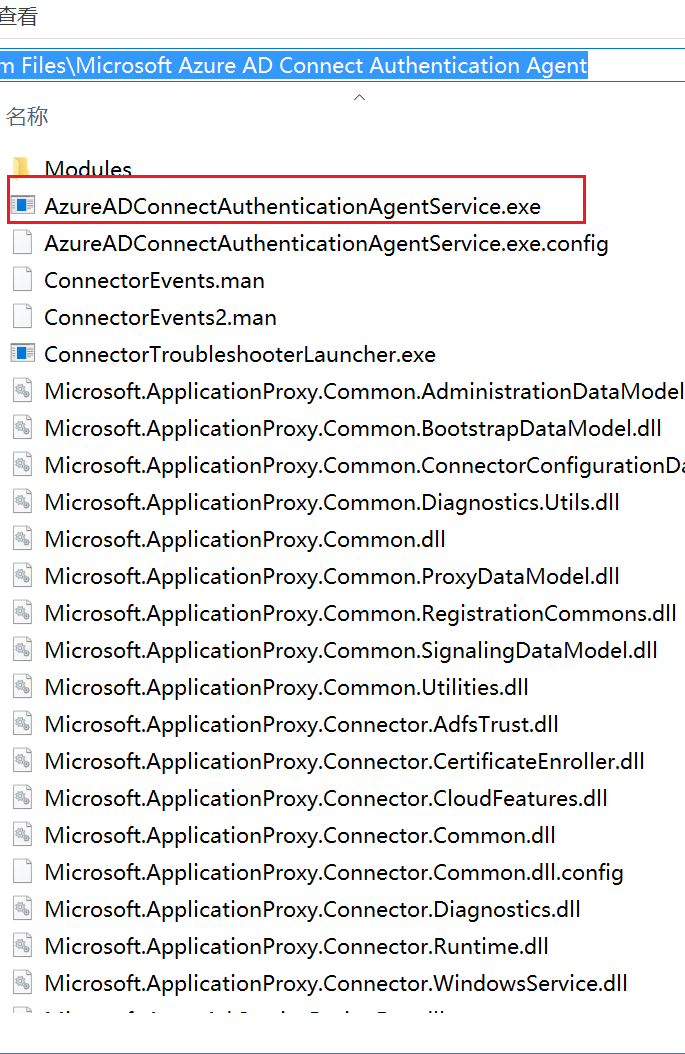 查看
m Files\Microsoft Azure AD Connect Authentication Agent
名称
Modules
AzureADConnectAuthenticationAgentService.exe
AzureADConnectAuthenticationAgentService.exe.config
ConnectorEvents.man
ConnectorEvents2.man
ConnectorTroubleshooterLauncher.exe
Microsoft.ApplicationProxy.Common.AdministrationDataModel
Microsoft.ApplicationProxy.Common.BootstrapDataModel.dll
Microsoft.ApplicationProxy.Common.ConnectorConfigurationDa
Microsoft.ApplicationProxy.Common.Diagnostics.Utils.dll
Microsoft.ApplicationProxy.Common.dll
Microsoft.ApplicationProxy.Common.ProxyDataModel.dll
Microsoft.ApplicationProxy.Common.RegistrationCommons.dll
Microsoft.ApplicationProxy.Common.SignalingDataModel.dll
Microsoft.ApplicationProxy.Common.Utilities.dll
Microsoft.ApplicationProxy.Connector.AdfsTrust.dll
Microsoft.ApplicationProxy.Connector.CertificateEnroller.dll
Microsoft.ApplicationProxy.Connector.CloudFeatures.dll
Microsoft.ApplicationProxy.Connector.Common.dll
Microsoft.ApplicationProxy.Connector.Common.dll.config
Microsoft.ApplicationProxy.Connector.Diagnostics.dll
Microsoft.ApplicationProxy.Connector.Runtime.dll
Microsoft.ApplicationProxy.Connector.WindowsService.dll